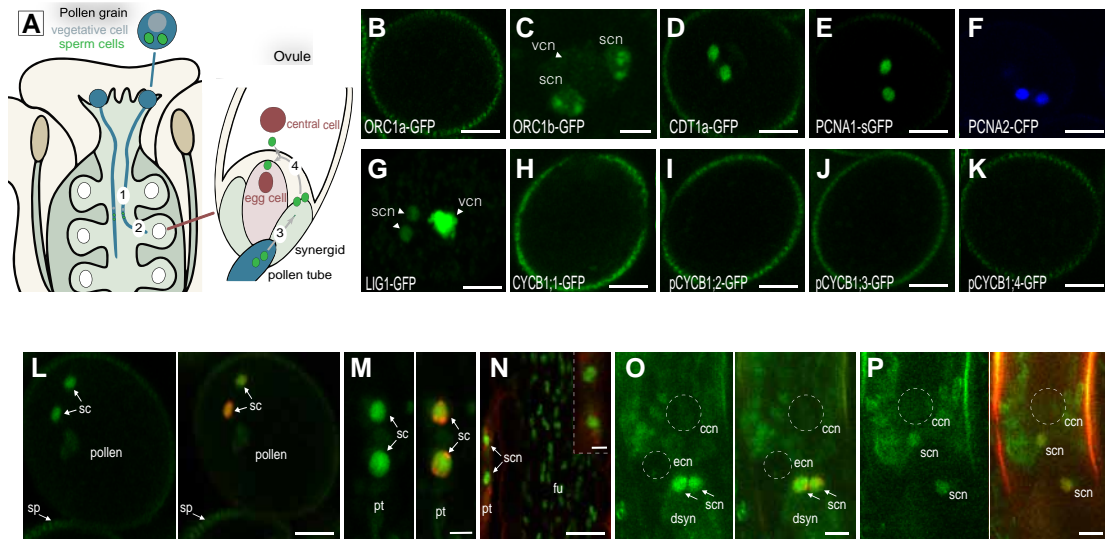 A
Pollen grain
vegetative cell
sperm cells
Ovule
central cell
4
egg cell
1
2
3
synergid
pollen tube
B
ORC1a-GFP
C
vcn
scn
scn
ORC1b-GFP
D
CDT1a-GFP
E
PCNA1-sGFP
F
PCNA2-CFP
G
scn
vcn
LIG1-GFP
H
CYCB1;1-GFP
I
pCYCB1;2-GFP
J
pCYCB1;3-GFP
K
pCYCB1;4-GFP
L
sc
pollen
sp
sc
pollen
sp
M
sc
pt
sc
pt
N
scn
fu
pt
O
ccn
ecn
scn
dsyn
ccn
ecn
scn
dsyn
P
ccn
scn
scn
ccn
scn
scn